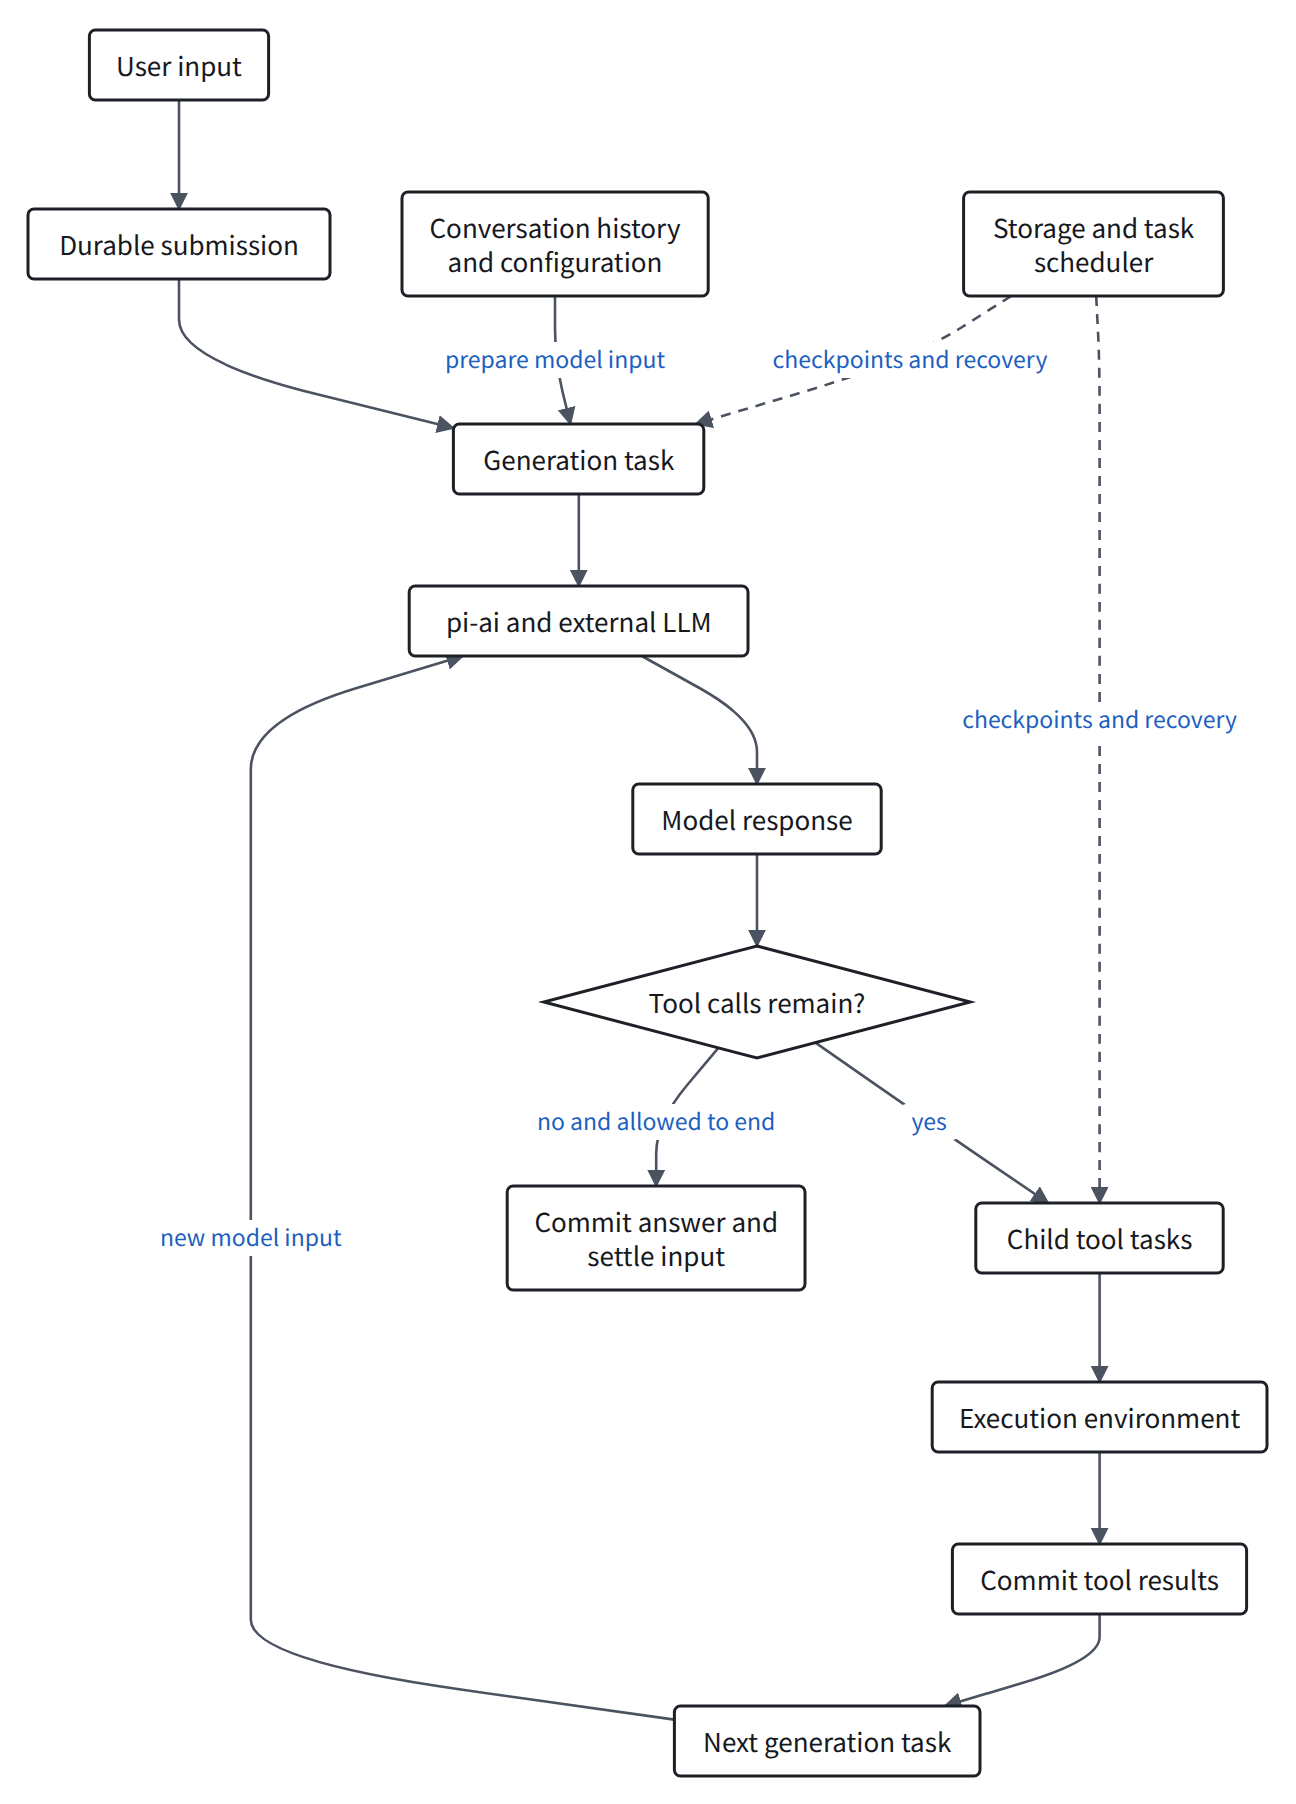 User input
Durable submission
Conversation history
and configuration
Storage and task
scheduler
prepare model input
checkpoints and recovery
Generation task
pi-ai and external LLM
checkpoints and recovery
Model response
Tool calls remain?
no and allowed to end
yes
Commit answer and
settle input
Child tool tasks
new model input
Execution environment
Commit tool results
Next generation task